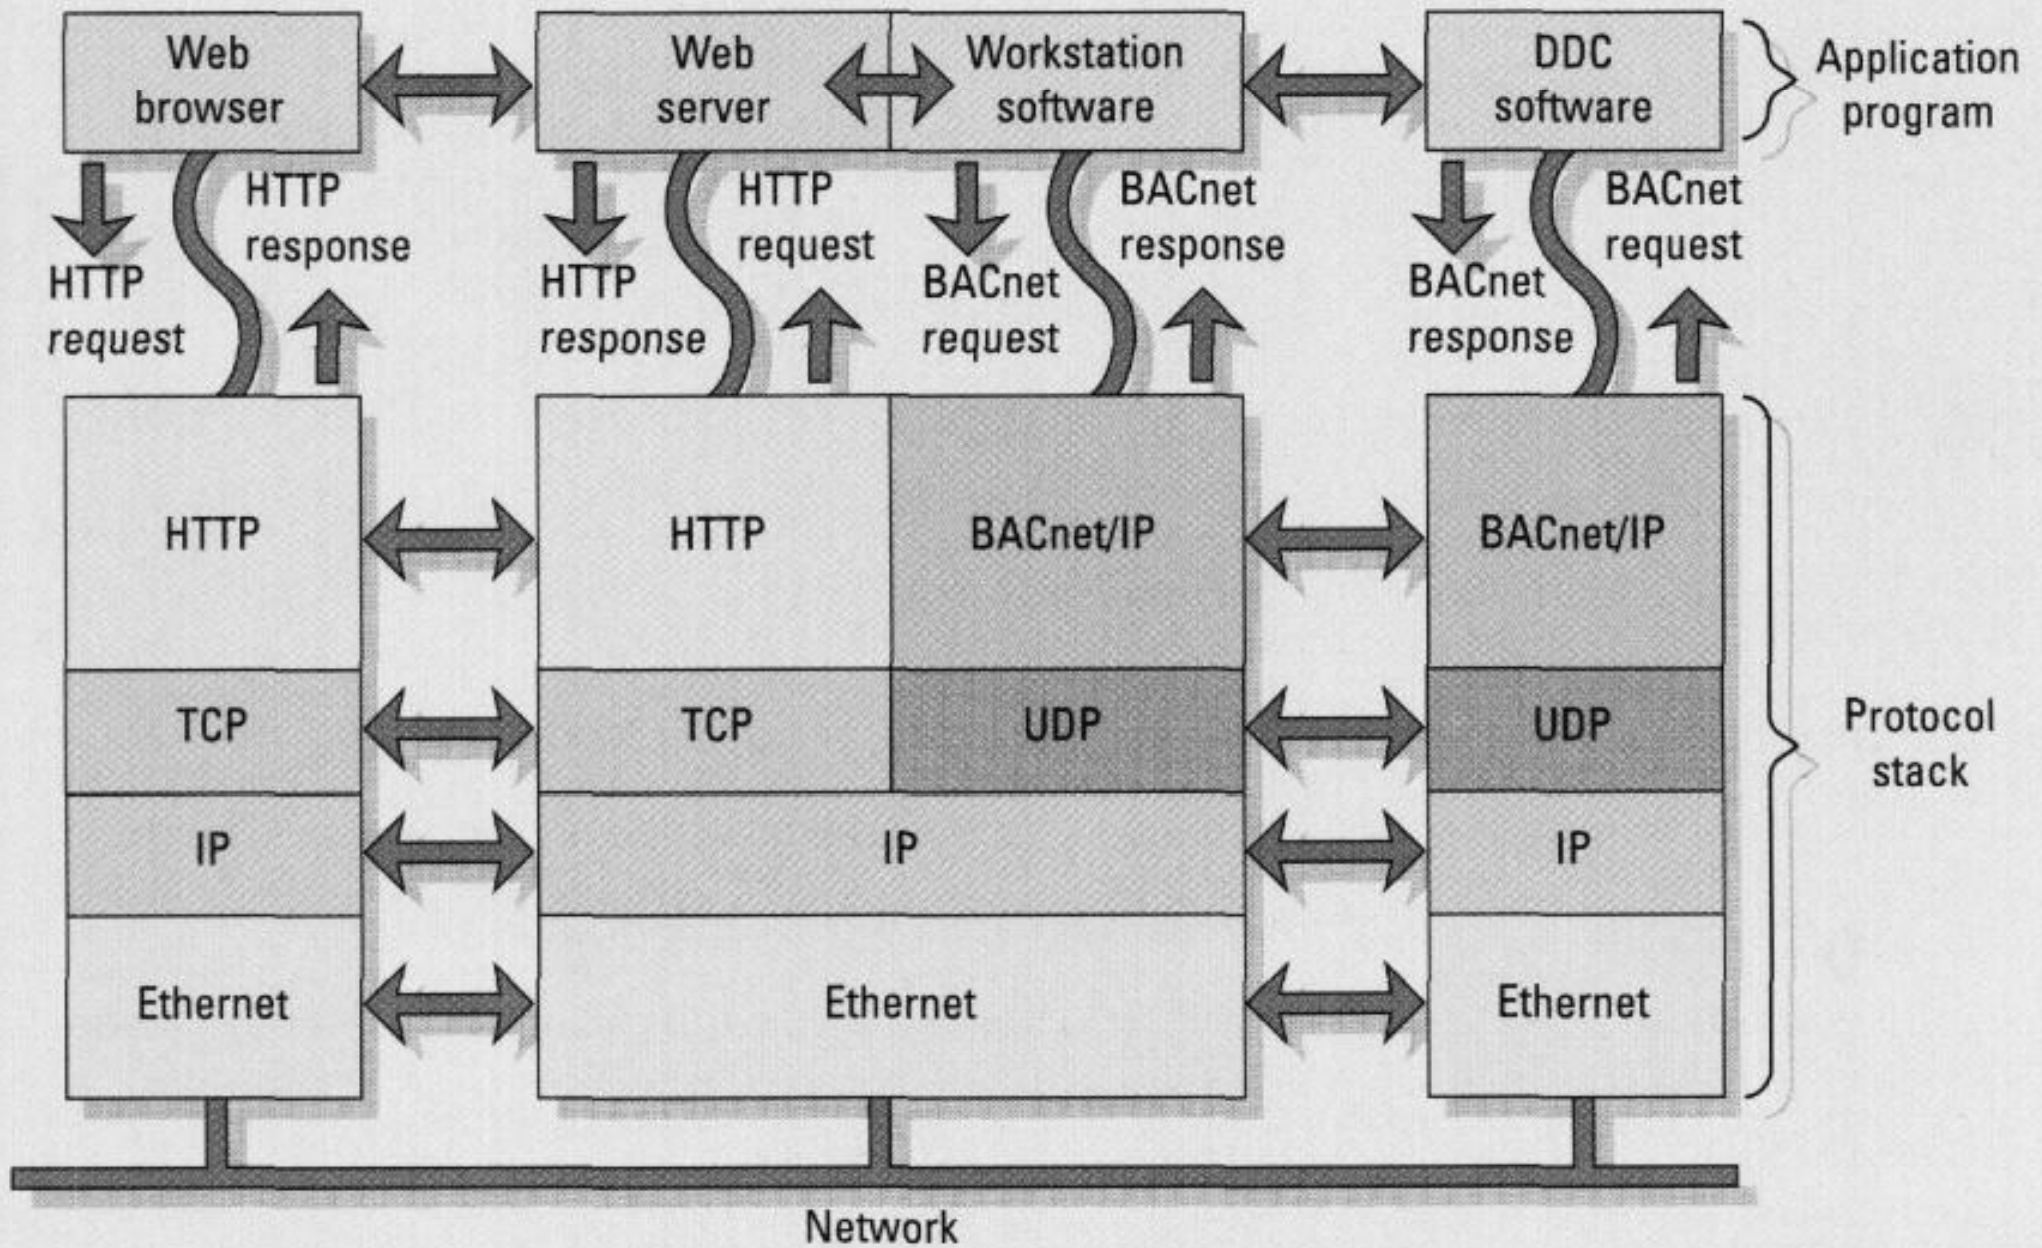 Web
browser
Web
server
Workstation
software
DDC
software
Application
program
HTTP
request
HTTP
response
HTTP
response
HTTP
request
BACnet
request
BACnet
response
BACnet
response
BACnet
request
HTTP
HTTP
BACnet/IP
BACnet/IP
TCP
TCP
UDP
UDP
Protocol
stack
IP
IP
IP
Ethernet
Ethernet
Ethernet
Network